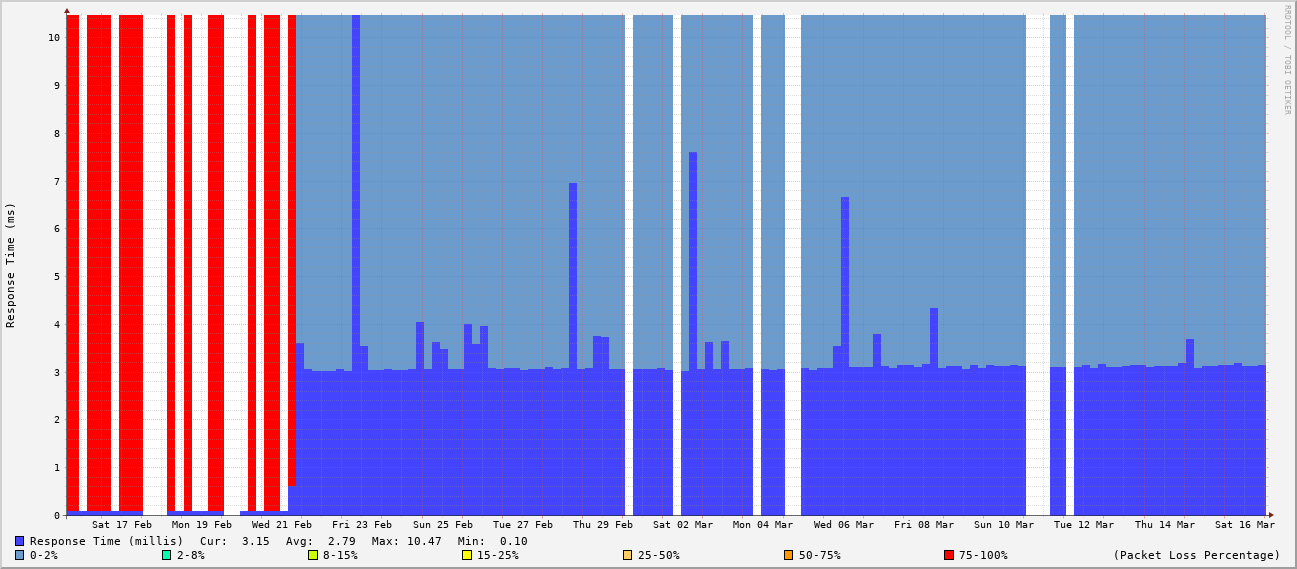 RRDTOOL / TOBI OETIKER
Response Time (ms)
10
9
8
7
6
5
4
3
2
1
0
Sat 17 Feb Mon 19 Feb Wed 21 Feb Fri 23 Feb Sun 25 Feb Tue 27 Feb Thu 29 Feb Sat 02 Mar Mon 04 Mar Wed 06 Mar Fri 08 Mar Sun 10 Mar Tue 12 Mar Thu 14 Mar Sat 16 Mar
Response Time (millis) Cur: 3.15 Avg: 2.79 Max: 10.47 Min: 0.10
0-2% 2-8% 8-15% 15-25% 25-50% 50-75% 75-100% (Packet Loss Percentage)